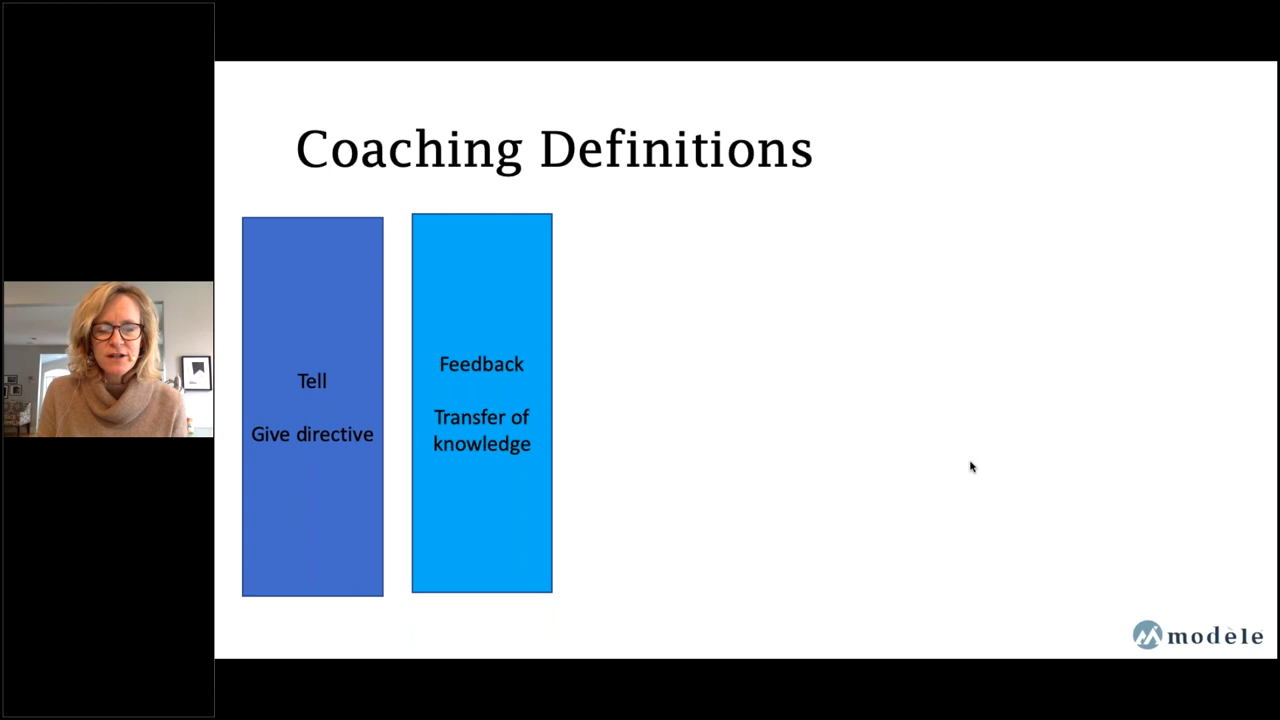 Coaching Definitions
Tell
Give directive
Feedback
Transfer of
knowledge
modèle